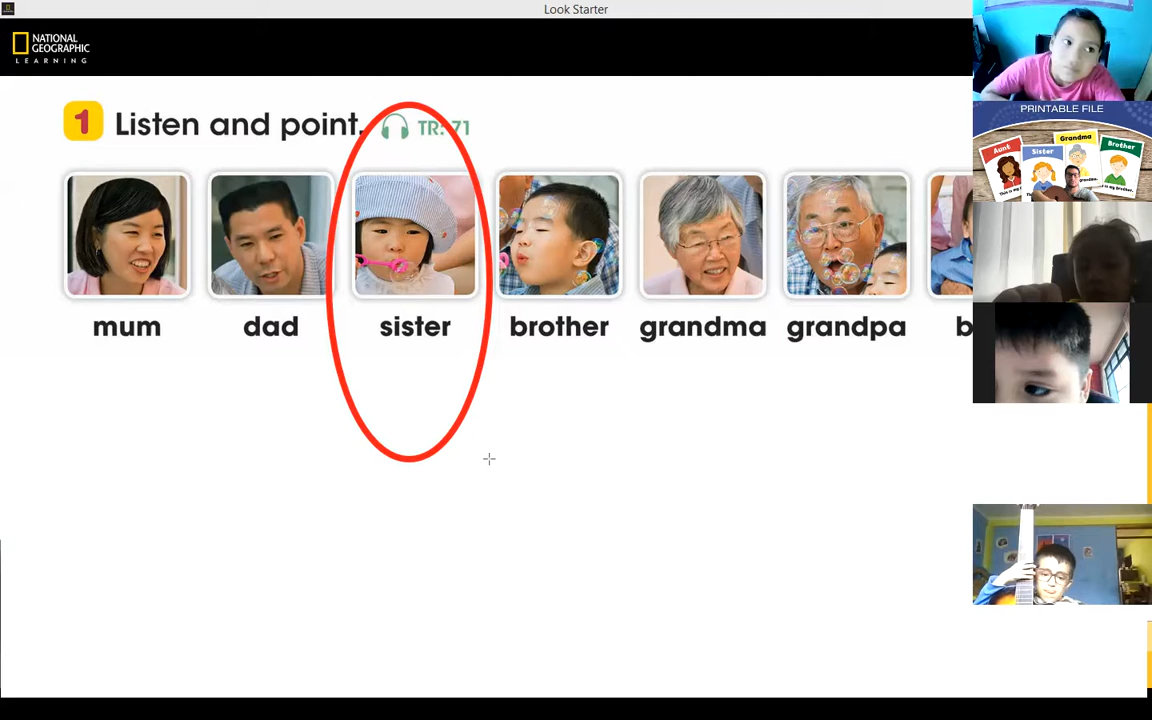 Look Starter
NATIONAL
GEOGRAPHIC
LEARNING
1 Listen and point. TR: 71
mum dad sister brother grandma grandpa b
PRINTABLE FILE
Aunt Sister Grandma Brother